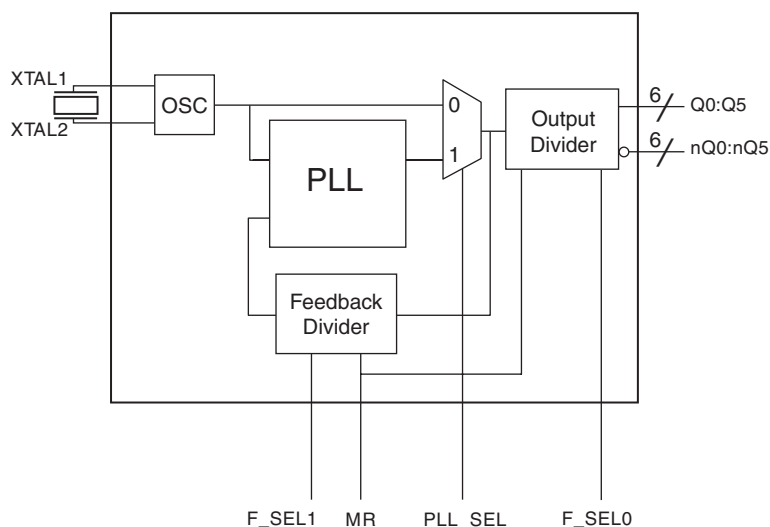 XTAL1
XTAL2
OSC
PLL
0
1
Output
Divider
6
Q0:Q5
6
nQ0:nQ5
Feedback
Divider
F_SEL1
MR
PLL_SEL
F_SEL0